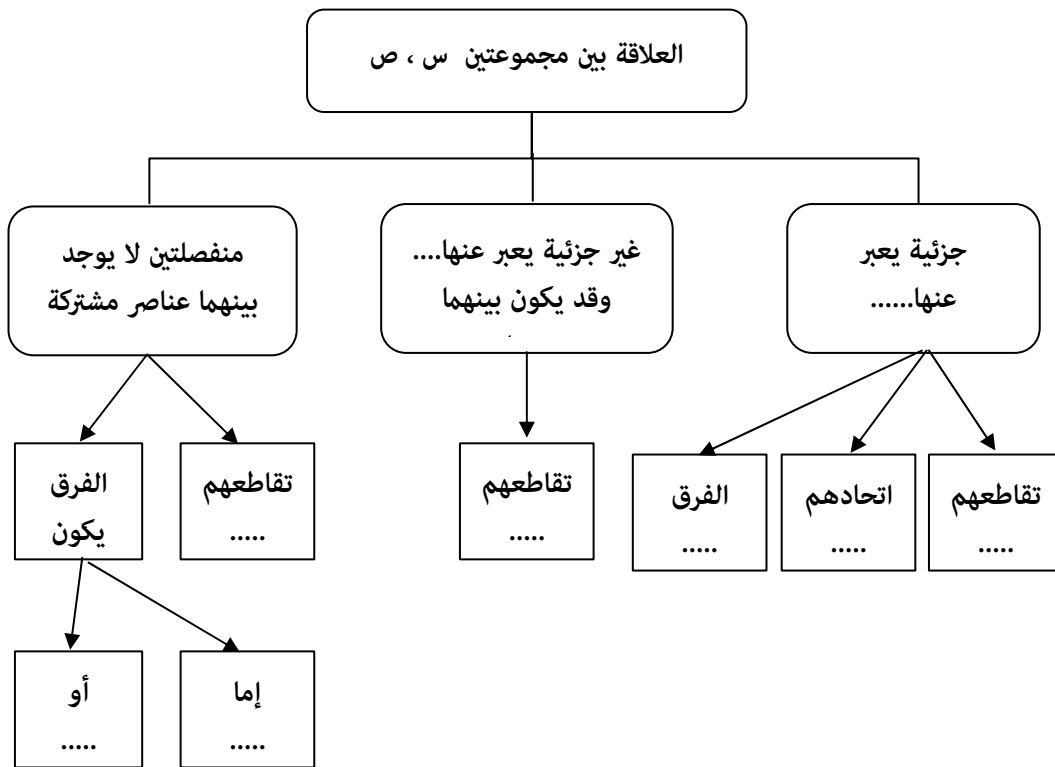 العلاقة بين مجموعتين س ، ص
جزئية يعبر
عنها......
غير جزئية يعبر عنها....
وقد يكون بينهما
منفصلتين لا يوجد
بينهما عناصر مشتركة
تقاطعهم
.....
اتحادهم
.....
الفرق
.....
تقاطعهم
.....
تقاطعهم
.....
الفرق
يكون
إما
.....
أو
.....